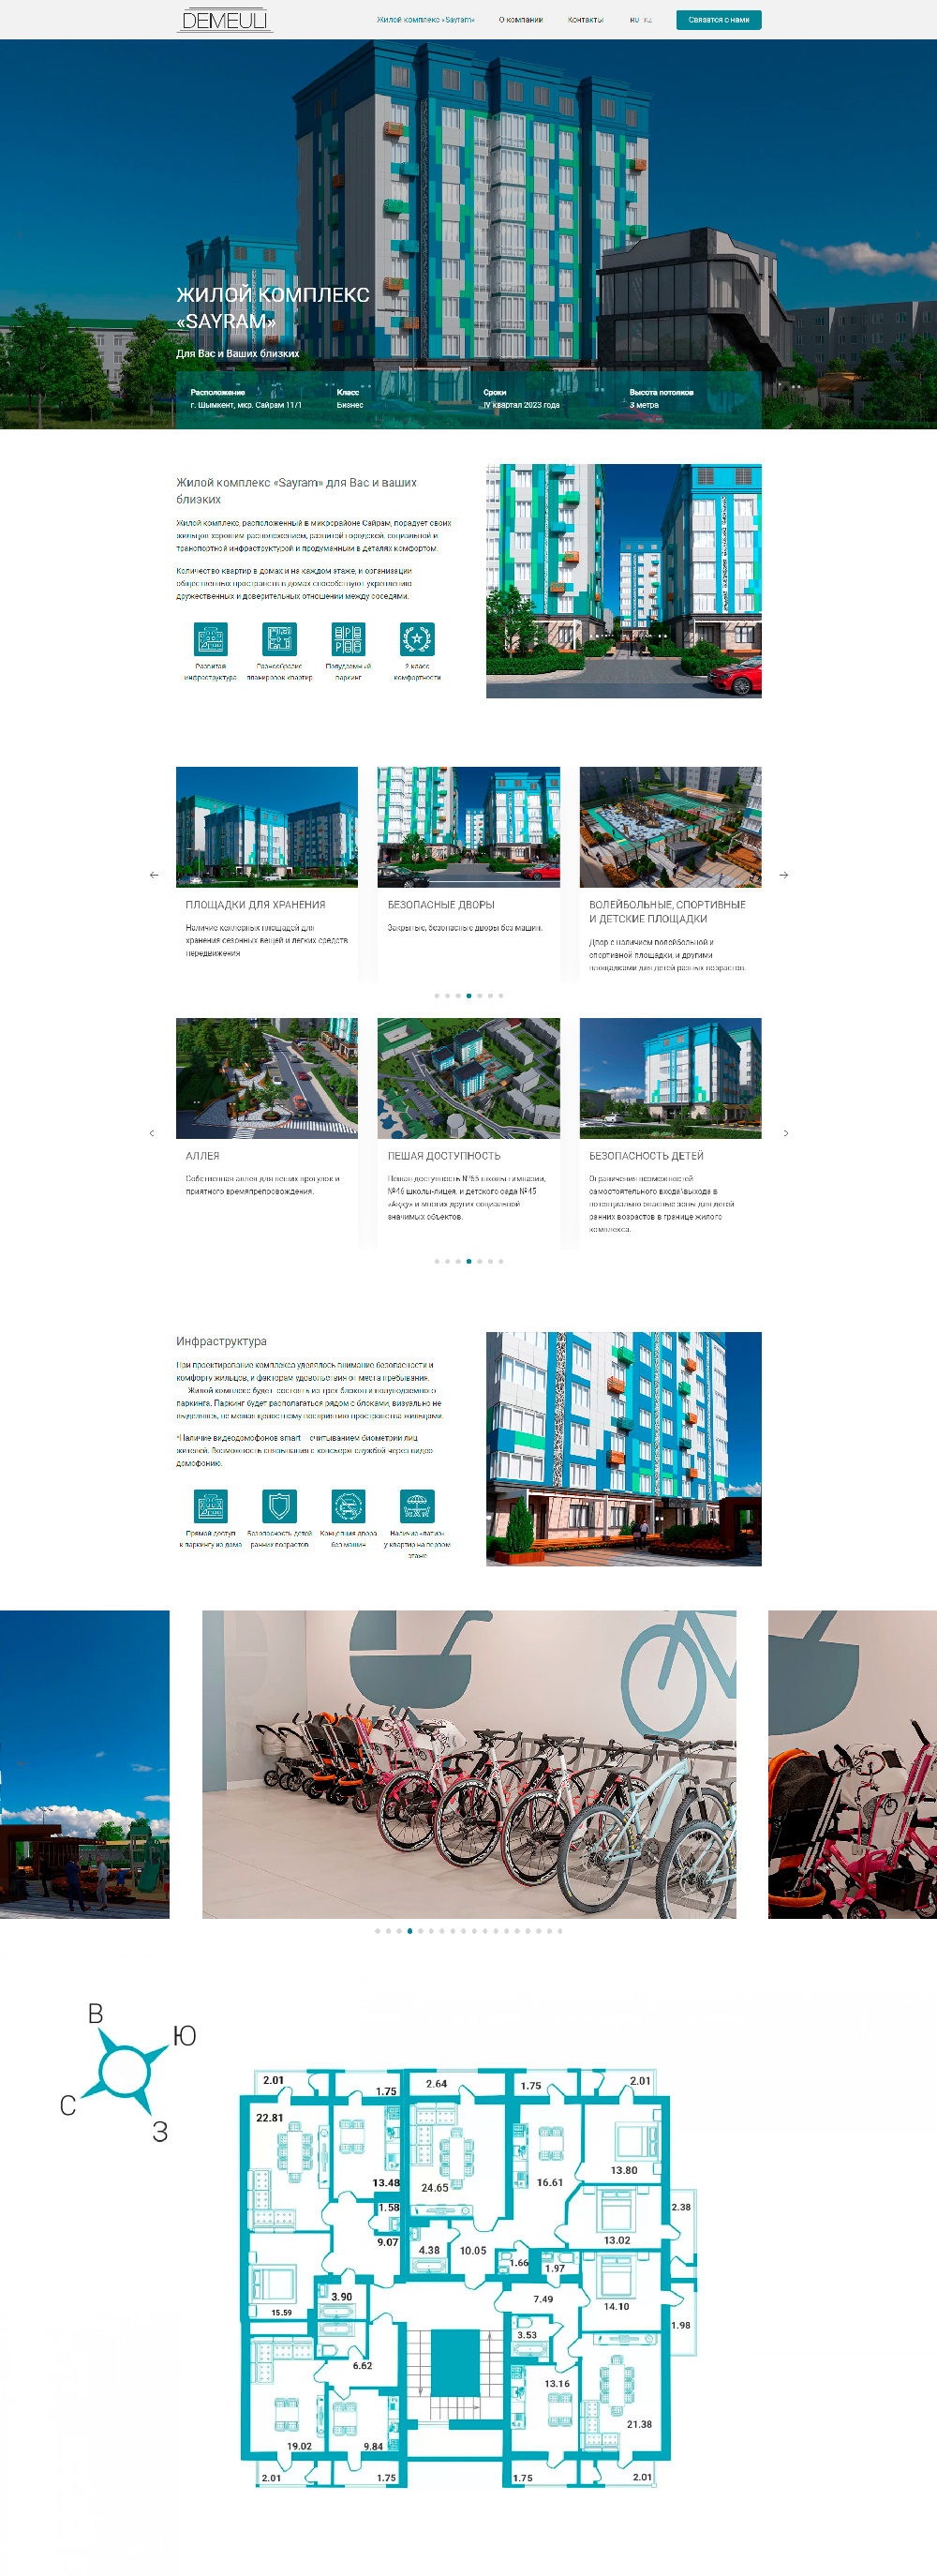 DEMEULI
Жилой комплекс «Sayram»
О компании
Контакты
RU KZ
Связатся с нами
ЖИЛОЙ КОМПЛЕКС
«SAYRAM»
Для Вас и Ваших близких
Расположение
г. Шымкент, мкр. Сайрам 11/1
Класс
Бизнес
Сроки
IV квартал 2023 года
Высота потолков
3 метра
Жилой комплекс «Sayram» для Вас и ваших
близких
Жилой комплекс, расположенный в микрорайоне Сайрам, порадует своих
жильцов хорошим расположением, развитой городской, социальной и
транспортной инфраструктурой и продуманным в деталях комфортом.
Количество квартир в домах и на каждом этаже, и организации
общественных пространств в домах способствуют укреплению
дружественных и доверительных отношении между соседями.
Развитая
инфраструктура
Разнообразие
планировок квартир
Полуподземный
паркинг
2 класс
комфортности
ПЛОЩАДКИ ДЛЯ ХРАНЕНИЯ
Наличие келлерных площадей для
хранения сезонных вещей и легких средств
передвижения
БЕЗОПАСНЫЕ ДВОРЫ
Закрытые, безопасные дворы без машин.
ВОЛЕЙБОЛЬНЫЕ, СПОРТИВНЫЕ
И ДЕТСКИЕ ПЛОЩАДКИ
Двор с наличием волейбольной и
спортивной площадки, и другими
площадками для детей разных возрастов.
АЛЛЕЯ
Собственная аллея для ваших прогулок и
приятного времяпрепровождения.
ПЕШАЯ ДОСТУПНОСТЬ
Пешая доступность №65 школы гимназии,
№46 школы-лицея, и детского сада №45
«Аққу» и многих других социальной
значимых объектов.
БЕЗОПАСНОСТЬ ДЕТЕЙ
Ограничения возможностей
самостоятельного входа\выхода в
потенциально опасные зоны для детей
ранних возрастов в границе жилого
комплекса.
Инфраструктура
При проектирование комплекса уделялось внимание безопасности и
комфорту жильцов, и факторам удовольствия от места пребывания.
Жилой комплекс будет состоять из трех блоков и полуподземного
паркинга. Паркинг будет располагаться рядом с блоками, визуально не
выделяясь, не мешая целостному восприятию пространства жильцами.
*Наличие видеодомофонов smart – считыванием биометрии лиц
жителей. Возможность связывания с консьерж службой через видео
домофонию.
Прямой доступ
к паркингу из дома
Безопасность детей
ранних возрастов
Концепция двора
без машин
Наличие «патио»
у квартир на первом
этаже
В
Ю
С
З
2.01
1.75
2.64
1.75
2.01
22.81
13.48
24.65
16.61
13.80
1.58
2.38
9.07
4.38
10.05
13.02
1.66
1.97
15.59
3.90
7.49
14.10
1.98
3.53
6.62
13.16
19.02
9.84
21.38
2.01
1.75
1.75
2.01